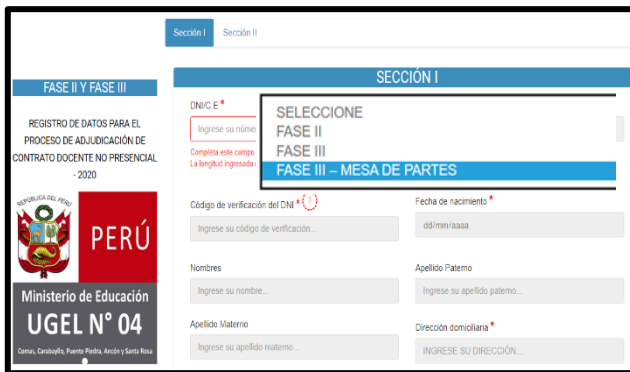 Sección I
Sección II
FASE II Y FASE III
REGISTRO DE DATOS PARA EL
PROCESO DE ADJUDICACIÓN DE
CONTRATO DOCENTE NO PRESENCIAL
- 2020
REPÚBLICA DEL PERÚ
PERÚ
Ministerio de Educación
UGEL N° 04
Comas, Carabayllo, Puente Piedra, Ancón y Santa Rosa
SECCIÓN I
DNI/C.E *
Ingrese su núme
Completa este campo
La longitud ingresada
SELECCIONE
FASE II
FASE III
FASE III – MESA DE PARTES
Código de verificación del DNI *
Ingrese su código de verificación...
Fecha de nacimiento *
dd/mm/aaaa
Nombres
Ingrese su nombre...
Apellido Paterno
Ingrese su apellido paterno...
Apellido Materno
Ingrese su apellido materno...
Dirección domiciliaria *
INGRESE SU DIRECCIÓN...